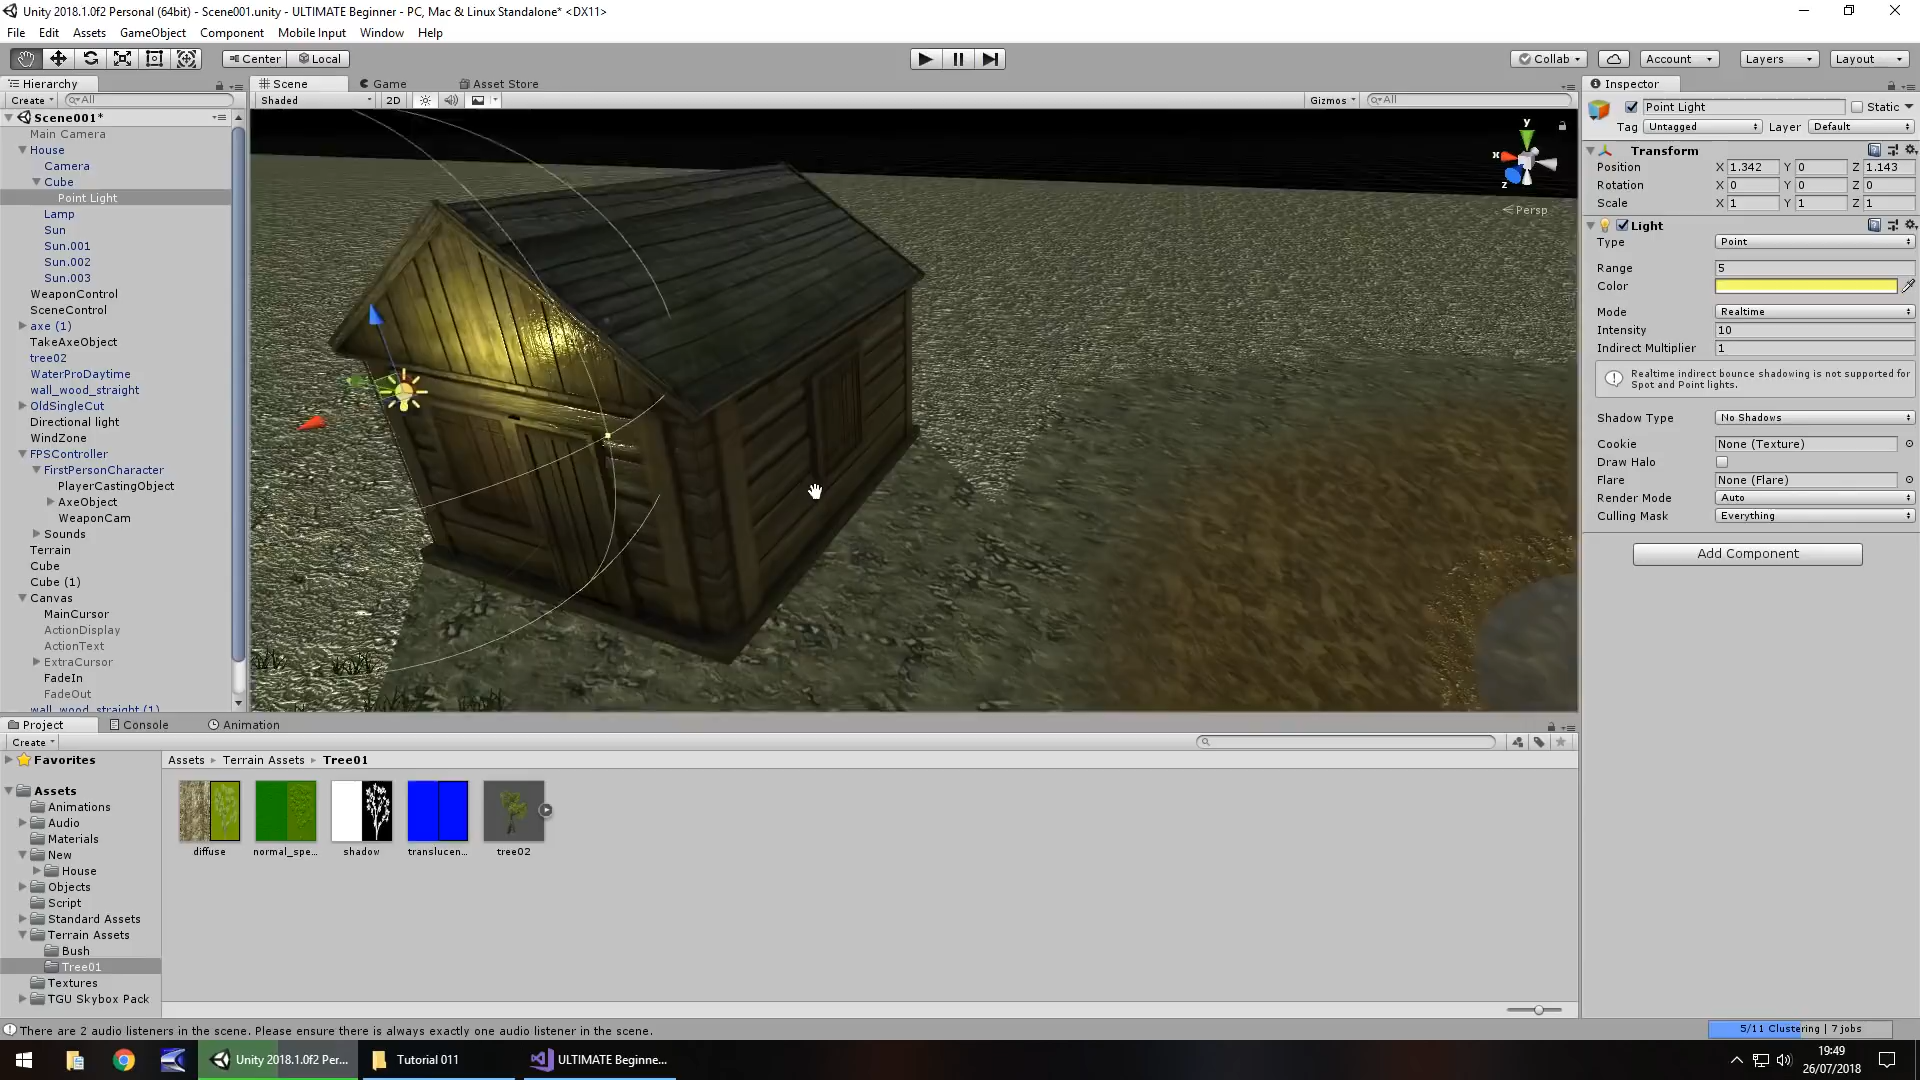 Unity 2018.1.0f2 Personal (64bit) - Scene001.unity - ULTIMATE Beginner - PC, Mac & Linux Standalone* <DX11>
File Edit Assets GameObject Component Mobile Input Window Help
Center Local Collab Account Layers Layout
Hierarchy
Create All
Scene001*
Main Camera
House
Camera
Cube
Point Light
Lamp
Sun
Sun.001
Sun.002
Sun.003
WeaponControl
SceneControl
axe (1)
TakeAxeObject
tree02
WaterProDaytime
wall_wood_straight
OldSingleCut
Directional light
WindZone
FPSController
FirstPersonCharacter
PlayerCastingObject
AxeObject
WeaponCam
Sounds
Terrain
Cube
Cube (1)
Canvas
MainCursor
ActionDisplay
ActionText
ExtraCursor
FadeIn
FadeOut
wall_wood_straight (1)
Scene Game Asset Store
Shaded 2D Gizmos All
y
x
z
Persp
Inspector
Point Light Static
Tag Untagged Layer Default
Transform
Position X 1.342 Y 0 Z 1.143
Rotation X 0 Y 0 Z 0
Scale X 1 Y 1 Z 1
Light
Type Point
Range 5
Color
Mode Realtime
Intensity 10
Indirect Multiplier 1
Realtime indirect bounce shadowing is not supported for
Spot and Point lights.
Shadow Type No Shadows
Cookie None (Texture)
Draw Halo
Flare None (Flare)
Render Mode Auto
Culling Mask Everything
Add Component
Project Console Animation
Create
Favorites
Assets
Animations
Audio
Materials
New
House
Objects
Script
Standard Assets
Terrain Assets
Bush
Tree01
Textures
TGU Skybox Pack
Assets Terrain Assets Tree01
diffuse normal_spe... shadow translucen... tree02
There are 2 audio listeners in the scene. Please ensure there is always exactly one audio listener in the scene.
5/11 Clustering | 7 jobs
Unity 2018.1.0f2 Per... Tutorial 011 ULTIMATE Beginne...
19:49
26/07/2018